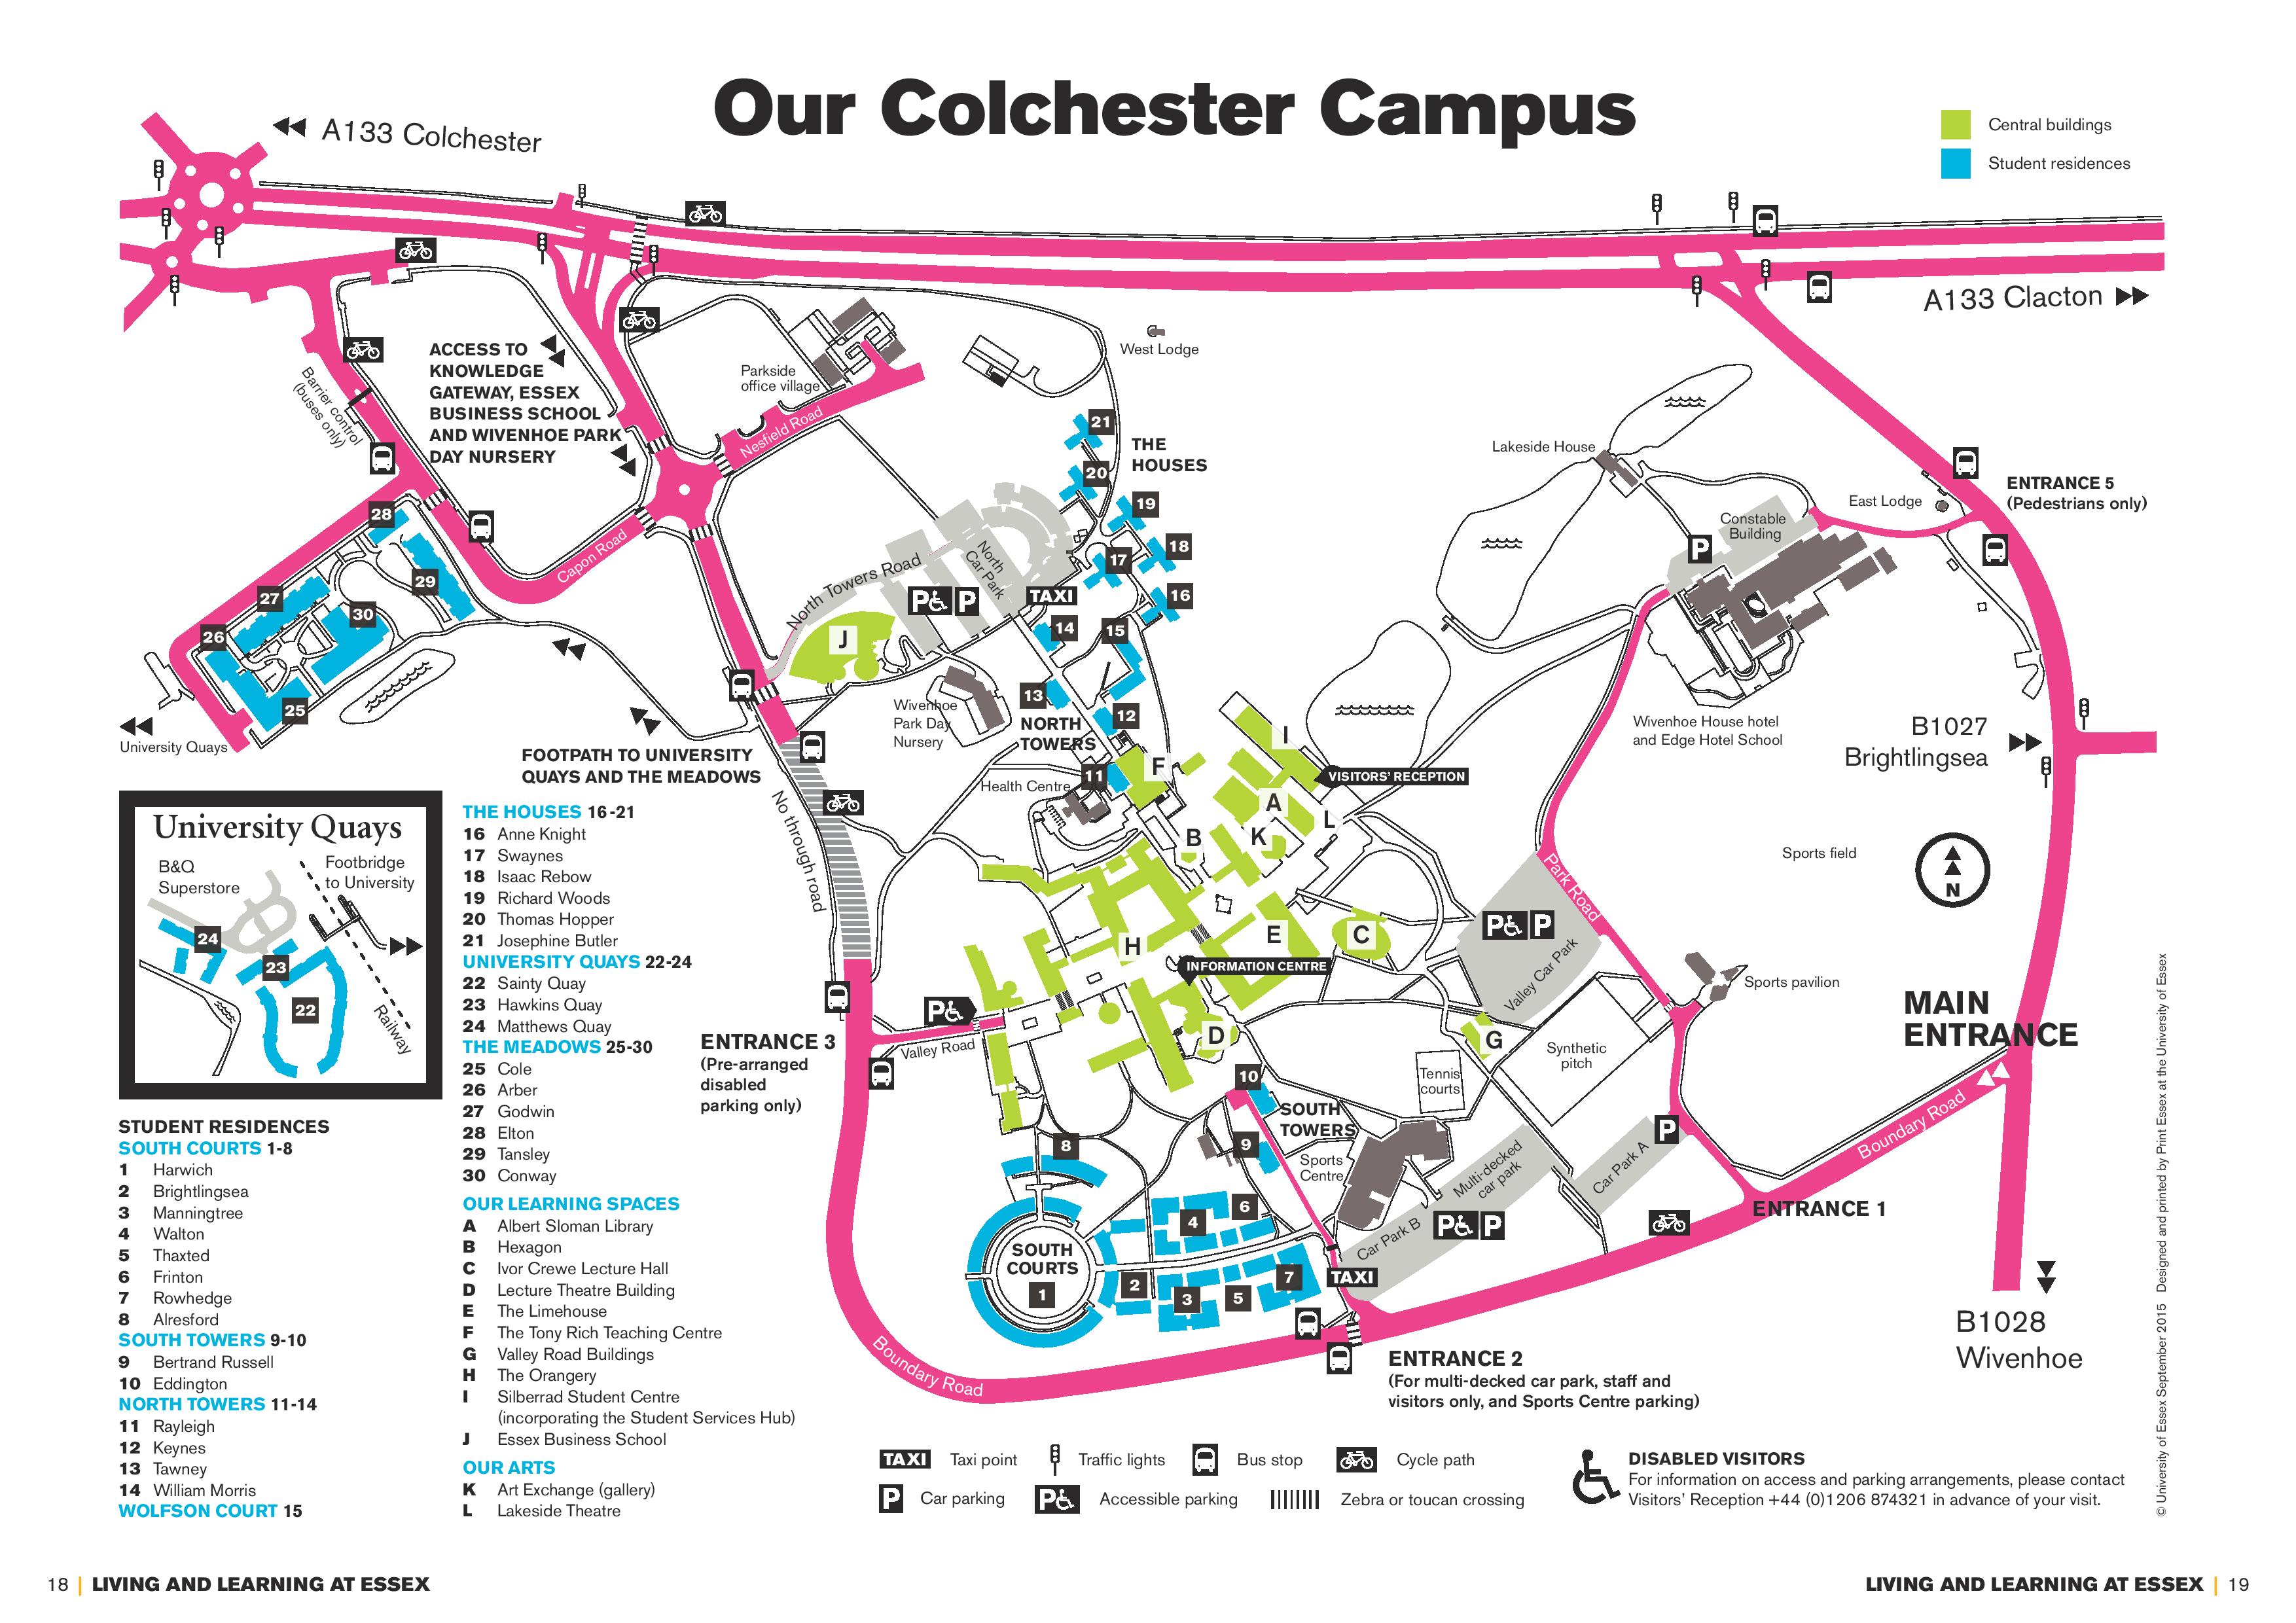 Our Colchester Campus
A133 Colchester
Central buildings
Student residences
A133 Clacton
West Lodge
ACCESS TO
KNOWLEDGE
GATEWAY, ESSEX
BUSINESS SCHOOL
AND WIVENHOE PARK
DAY NURSERY
Barrier control
(buses only)
Parkside
office village
Nesfield Road
21
THE
HOUSES
20
19
18
17
16
Lakeside House
ENTRANCE 5
(Pedestrians only)
East Lodge
Constable
Building
P
28
29
27
30
26
25
Capon Road
North Towers Road
North
Car Park
P P
TAXI
14
15
J
13
12
Wivenhoe
Park Day
Nursery
NORTH
TOWERS
University Quays
FOOTPATH TO UNIVERSITY
QUAYS AND THE MEADOWS
Wivenhoe House hotel
and Edge Hotel School
B1027
Brightlingsea
I
F
11
Health Centre
VISITORS' RECEPTION
A
L
B
K
No through road
Sports field
N
Park Road
P P
Valley Car Park
E
C
H
INFORMATION CENTRE
Sports pavilion
MAIN
ENTRANCE
P
ENTRANCE 3
(Pre-arranged
disabled
parking only)
Valley Road
D
G
Synthetic
pitch
Tennis
courts
10
SOUTH
TOWERS
9
8
Sports
Centre
Multi-decked
car park
Car Park A
P
Boundary Road
ENTRANCE 1
6
4
Car Park B
P P
SOUTH
COURTS
1
2
3
5
7
TAXI
Boundary Road
ENTRANCE 2
(For multi-decked car park, staff and
visitors only, and Sports Centre parking)
B1028
Wivenhoe
University Quays
B&Q
Superstore
Footbridge
to University
24
23
22
Railway
STUDENT RESIDENCES
SOUTH COURTS 1-8
1 Harwich
2 Brightlingsea
3 Manningtree
4 Walton
5 Thaxted
6 Frinton
7 Rowhedge
8 Alresford
SOUTH TOWERS 9-10
9 Bertrand Russell
10 Eddington
NORTH TOWERS 11-14
11 Rayleigh
12 Keynes
13 Tawney
14 William Morris
WOLFSON COURT 15
THE HOUSES 16-21
16 Anne Knight
17 Swaynes
18 Isaac Rebow
19 Richard Woods
20 Thomas Hopper
21 Josephine Butler
UNIVERSITY QUAYS 22-24
22 Sainty Quay
23 Hawkins Quay
24 Matthews Quay
THE MEADOWS 25-30
25 Cole
26 Arber
27 Godwin
28 Elton
29 Tansley
30 Conway
OUR LEARNING SPACES
A Albert Sloman Library
B Hexagon
C Ivor Crewe Lecture Hall
D Lecture Theatre Building
E The Limehouse
F The Tony Rich Teaching Centre
G Valley Road Buildings
H The Orangery
I Silberrad Student Centre
(incorporating the Student Services Hub)
J Essex Business School
OUR ARTS
K Art Exchange (gallery)
L Lakeside Theatre
TAXI Taxi point
Traffic lights
Bus stop
Cycle path
P Car parking
P Accessible parking
Zebra or toucan crossing
DISABLED VISITORS
For information on access and parking arrangements, please contact
Visitors' Reception +44 (0)1206 874321 in advance of your visit.
© University of Essex September 2015 Designed and printed by Print Essex at the University of Essex
18 | LIVING AND LEARNING AT ESSEX
LIVING AND LEARNING AT ESSEX | 19